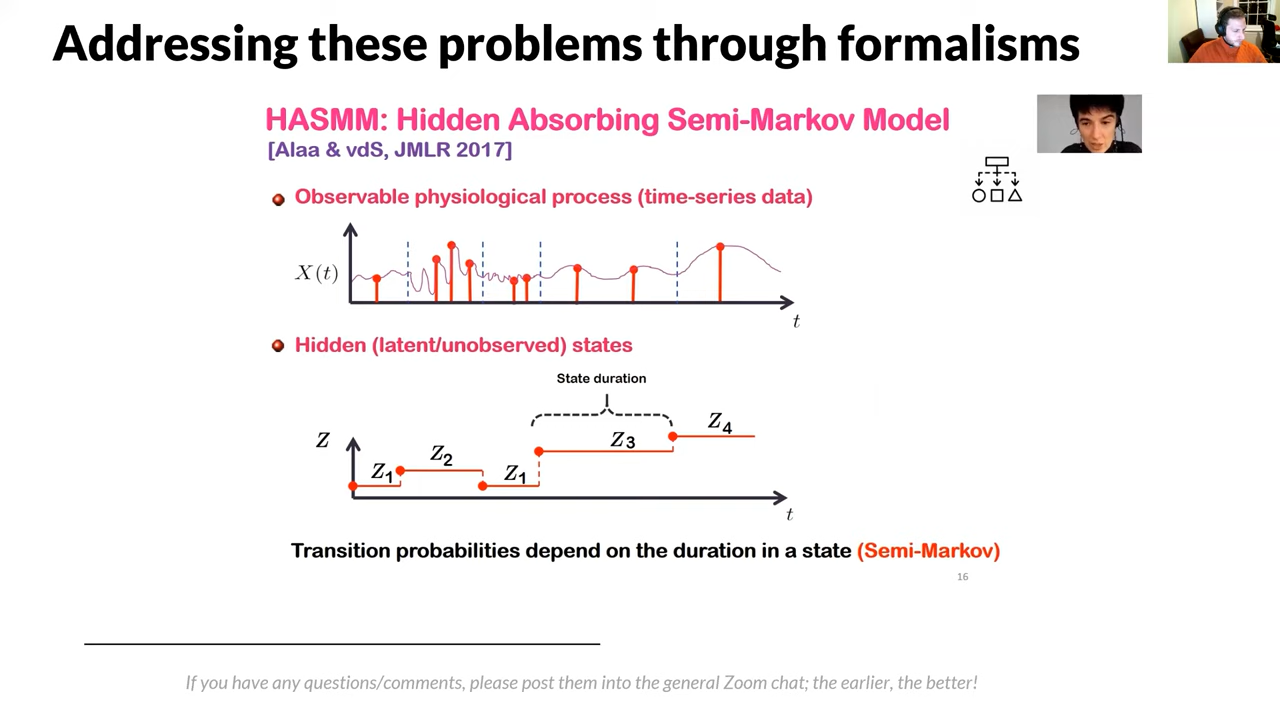 Addressing these problems through formalisms
HASMM: Hidden Absorbing Semi-Markov Model
[Alaa & vdS, JMLR 2017]
Observable physiological process (time-series data)
X(t)
t
Hidden (latent/unobserved) states
State duration
Z
Z1
Z2
Z1
Z3
Z4
t
Transition probabilities depend on the duration in a state (Semi-Markov)
16
If you have any questions/comments, please post them into the general Zoom chat; the earlier, the better!